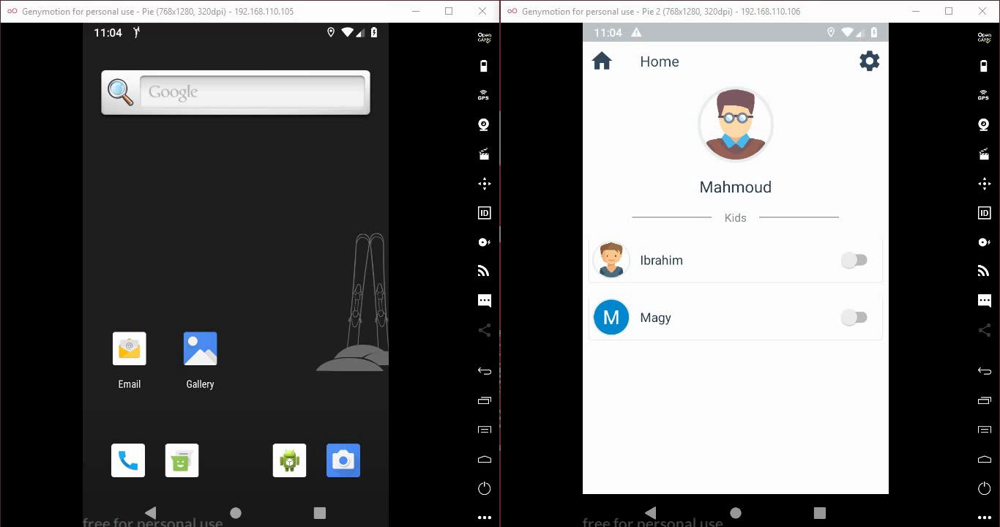 Genymotion for personal use - Pie (768x1280, 320dpi) - 192.168.110.105
11:04
Open
GAPPS
Google
GPS
ID
Email
Gallery
free for personal use
Genymotion for personal use - Pie 2 (768x1280, 320dpi) - 192.168.110.106
11:04
Open
GAPPS
Home
GPS
Mahmoud
Kids
ID
Ibrahim
M
Magy
free for personal use